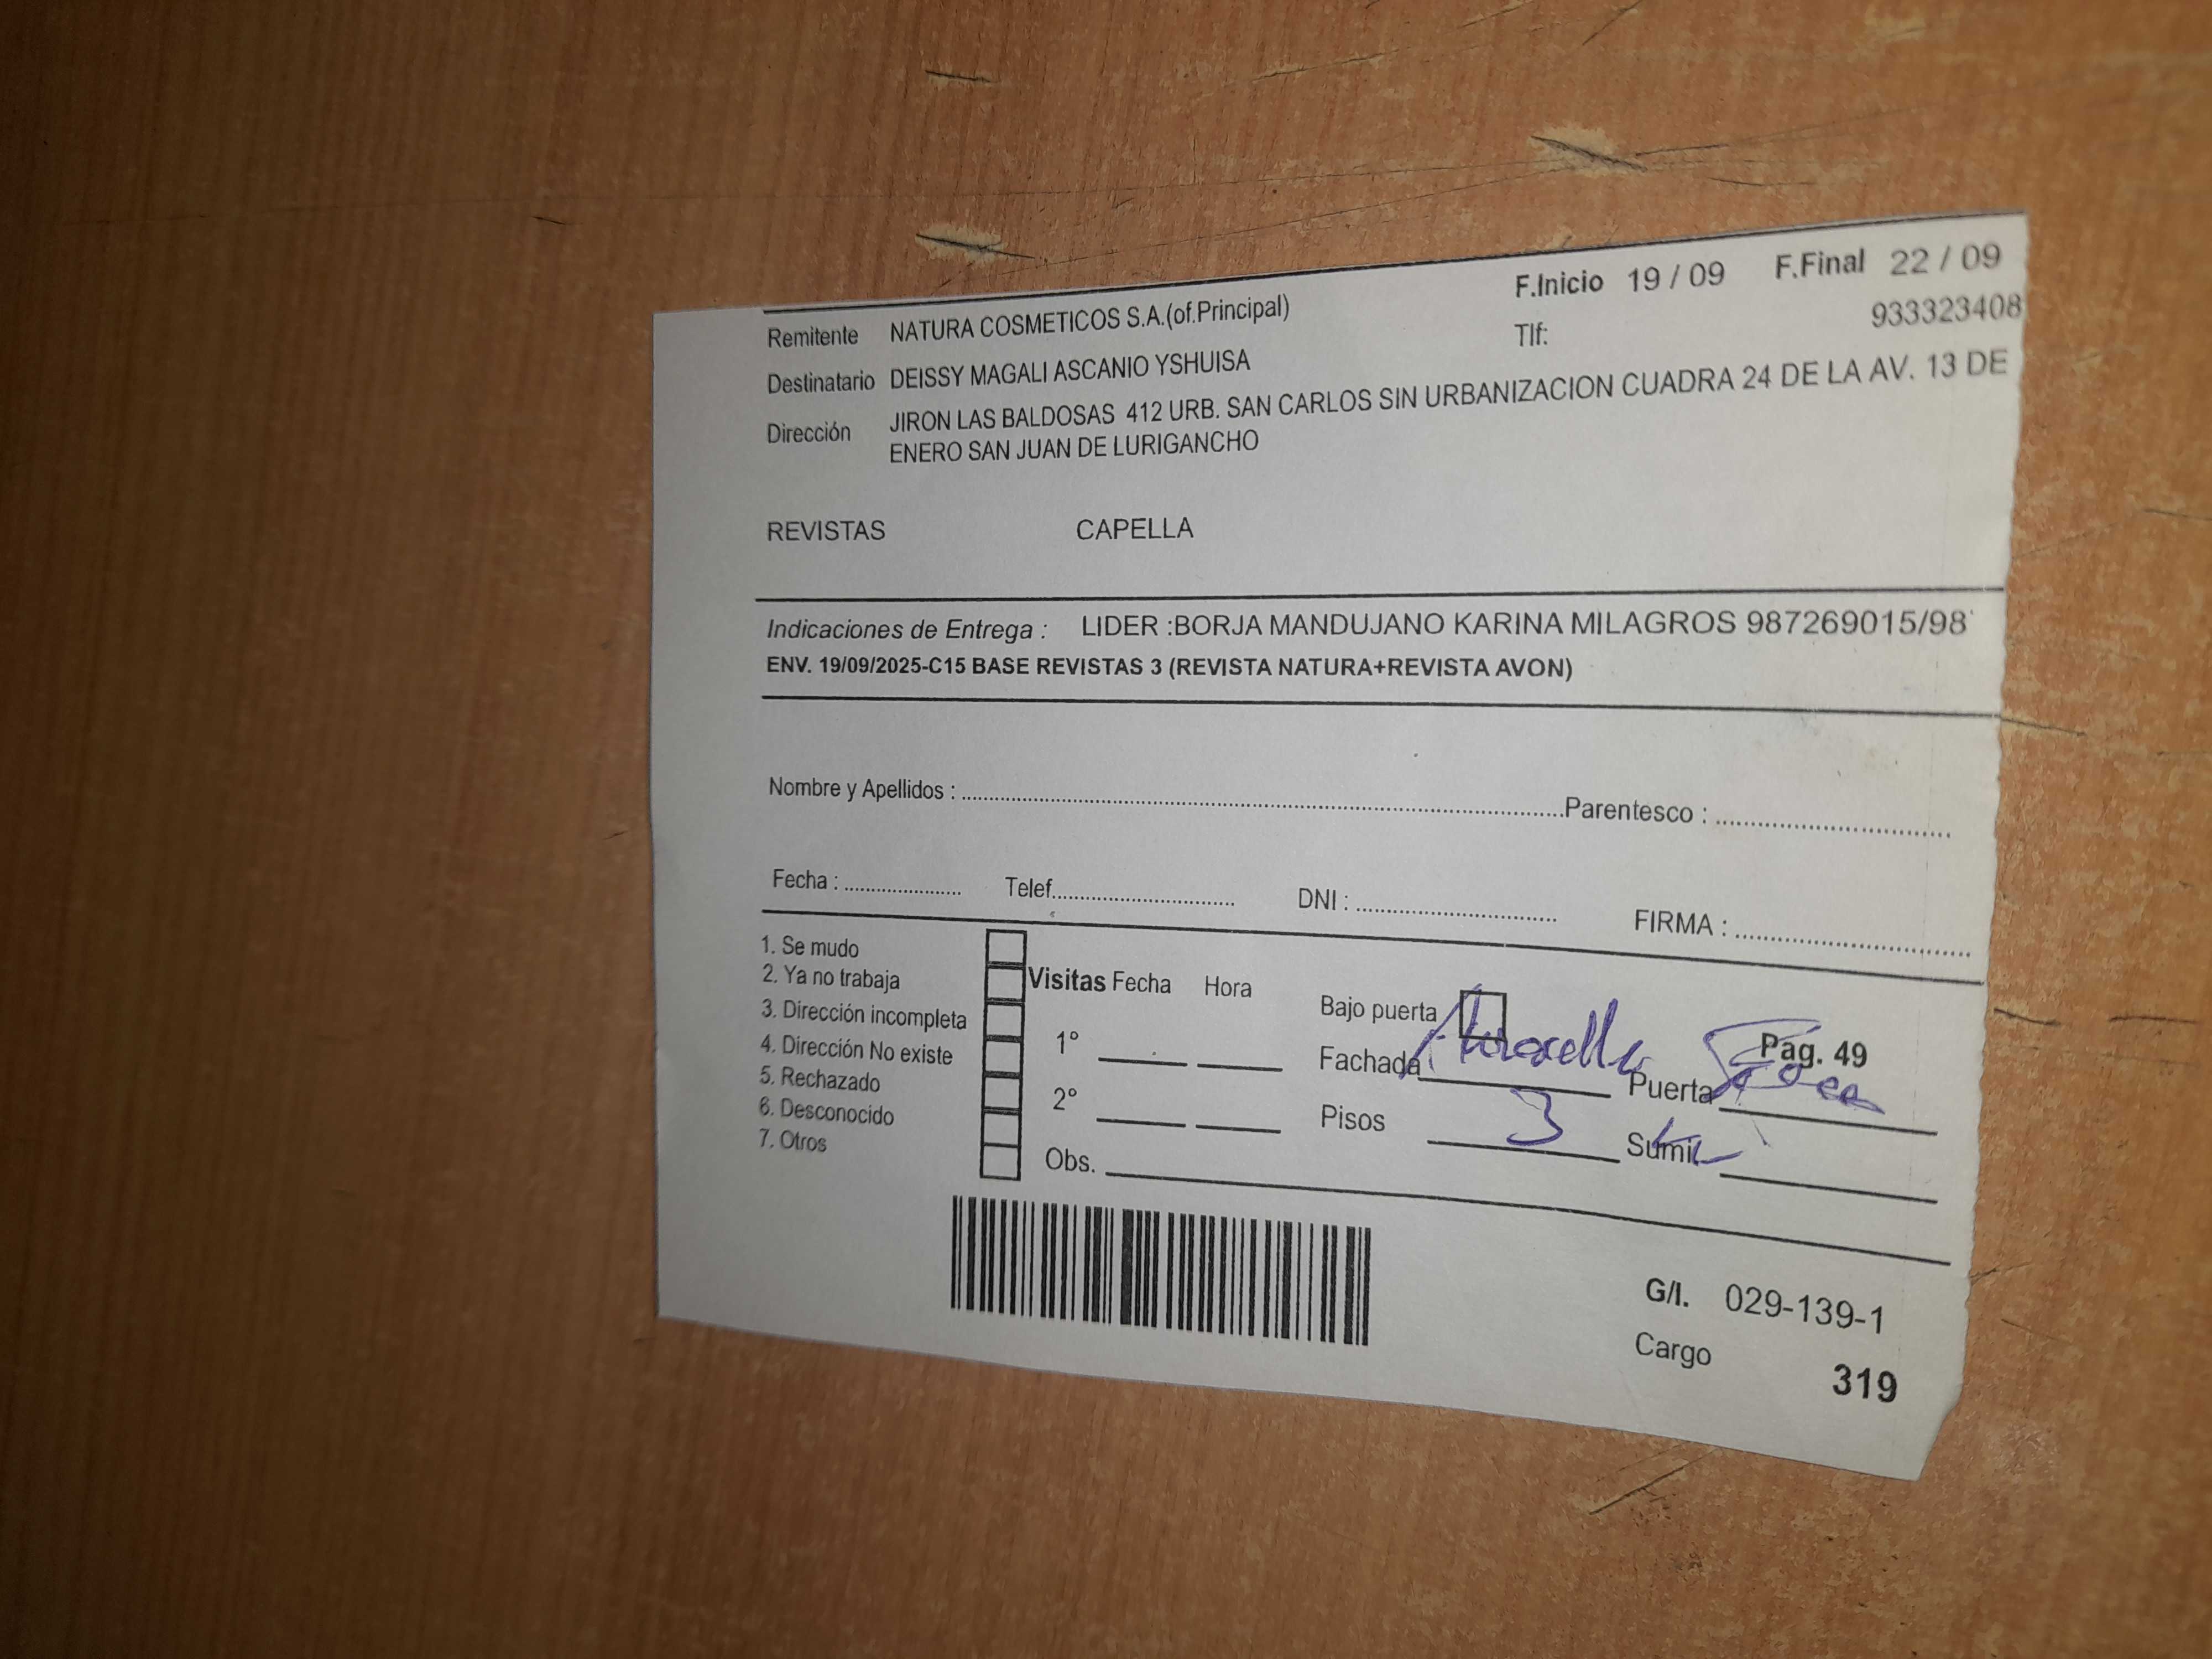 F.Inicio 19 / 09 F.Final 22 / 09
Remitente NATURA COSMETICOS S.A.(of.Principal) Tlf: 933323408
Destinatario DEISSY MAGALI ASCANIO YSHUISA
Dirección JIRON LAS BALDOSAS 412 URB. SAN CARLOS SIN URBANIZACION CUADRA 24 DE LA AV. 13 DE
ENERO SAN JUAN DE LURIGANCHO
REVISTAS CAPELLA
Indicaciones de Entrega : LIDER :BORJA MANDUJANO KARINA MILAGROS 987269015/98
ENV. 19/09/2025-C15 BASE REVISTAS 3 (REVISTA NATURA+REVISTA AVON)
Nombre y Apellidos : Parentesco :
Fecha : Telef. DNI : FIRMA :
1. Se mudo
2. Ya no trabaja
3. Dirección incompleta
4. Dirección No existe
5. Rechazado
6. Desconocido
7. Otros
Visitas Fecha Hora
1°
2°
Obs.
Bajo puerta Pag. 49
Fachada Puerta
Pisos 3 Sumi
G/I. 029-139-1
Cargo 319